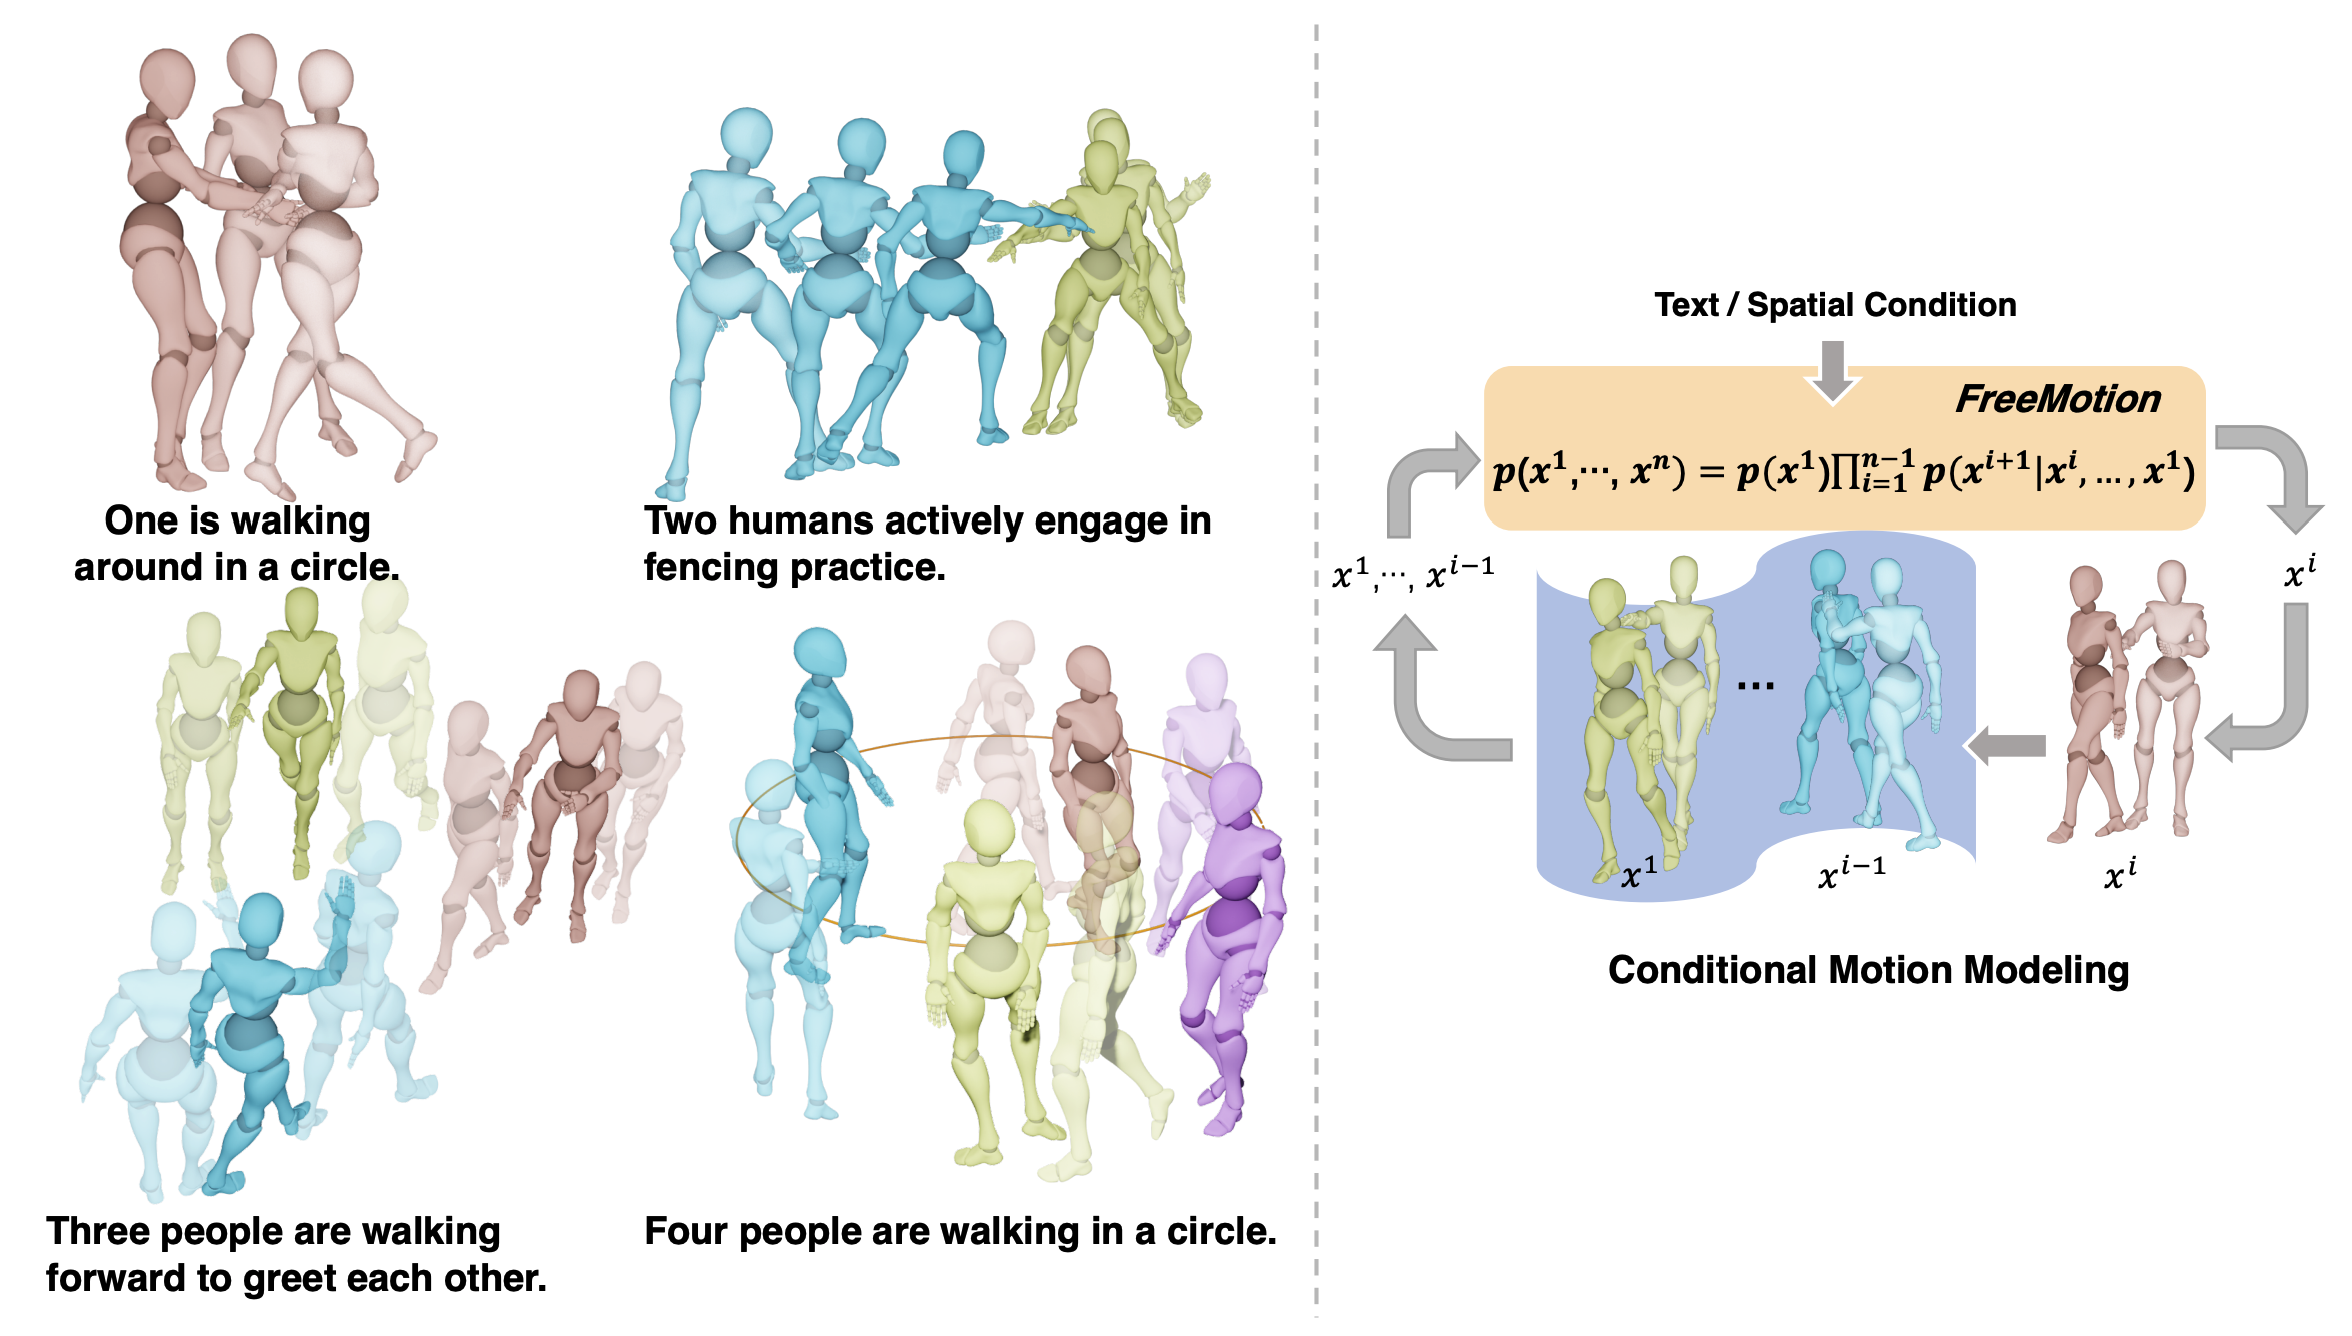 One is walking
around in a circle.
Two humans actively engage in
fencing practice.
Three people are walking
forward to greet each other.
Four people are walking in a circle.
Text / Spatial Condition
FreeMotion
p(x¹,⋯, xⁿ) = p(x¹)∏ⁿ⁻¹ᵢ₌₁ p(xⁱ⁺¹|xⁱ, …, x¹)
x¹,⋯, xⁱ⁻¹
xⁱ
…
x¹
xⁱ⁻¹
xⁱ
Conditional Motion Modeling